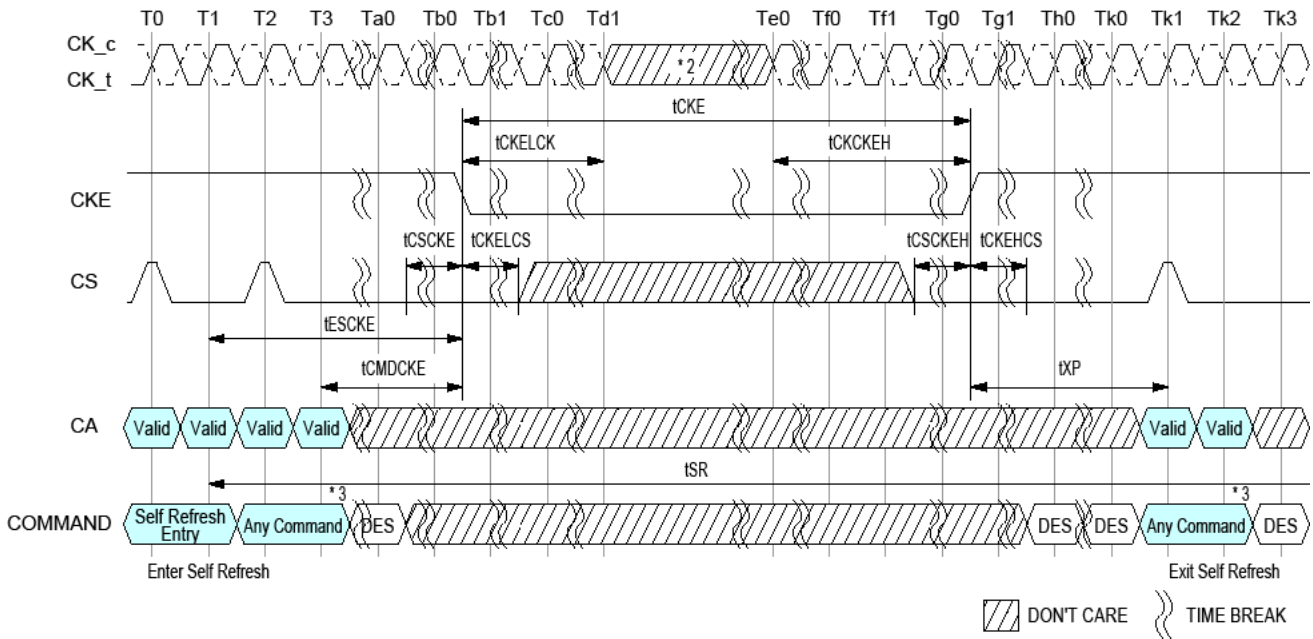 T0 T1 T2 T3 Ta0 Tb0 Tb1 Tc0 Td1 Te0 Tf0 Tf1 Tg0 Tg1 Th0 Tk0 Tk1 Tk2 Tk3
CK_c
CK_t
* 2
tCKE
tCKELCK tCKCKEH
CKE
tCSCKE tCKELCS tCSCKEH tCKEHCS
CS
tESCKE
tCMDCKE tXP
CA Valid Valid Valid Valid Valid Valid
tSR
* 3 * 3
COMMAND Self Refresh Entry Any Command DES DES DES Any Command DES
Enter Self Refresh Exit Self Refresh
DON'T CARE TIME BREAK